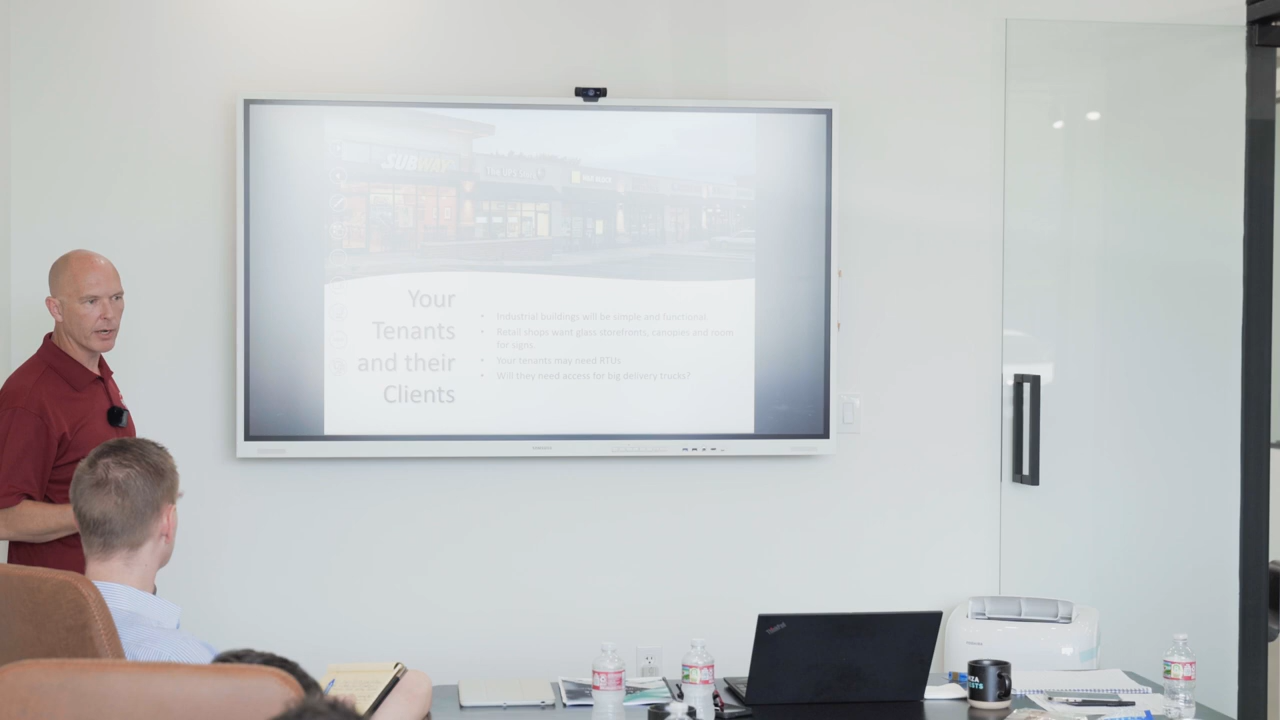 SUBWAY
THE UPS STORE
H&R BLOCK
Your
Tenants
and their
Clients
• Industrial buildings will be simple and functional.
• Retail shops want glass storefronts, canopies and room
for signs.
• Your tenants may need RTUs
• Will they need access for big delivery trucks?
ThinkPad